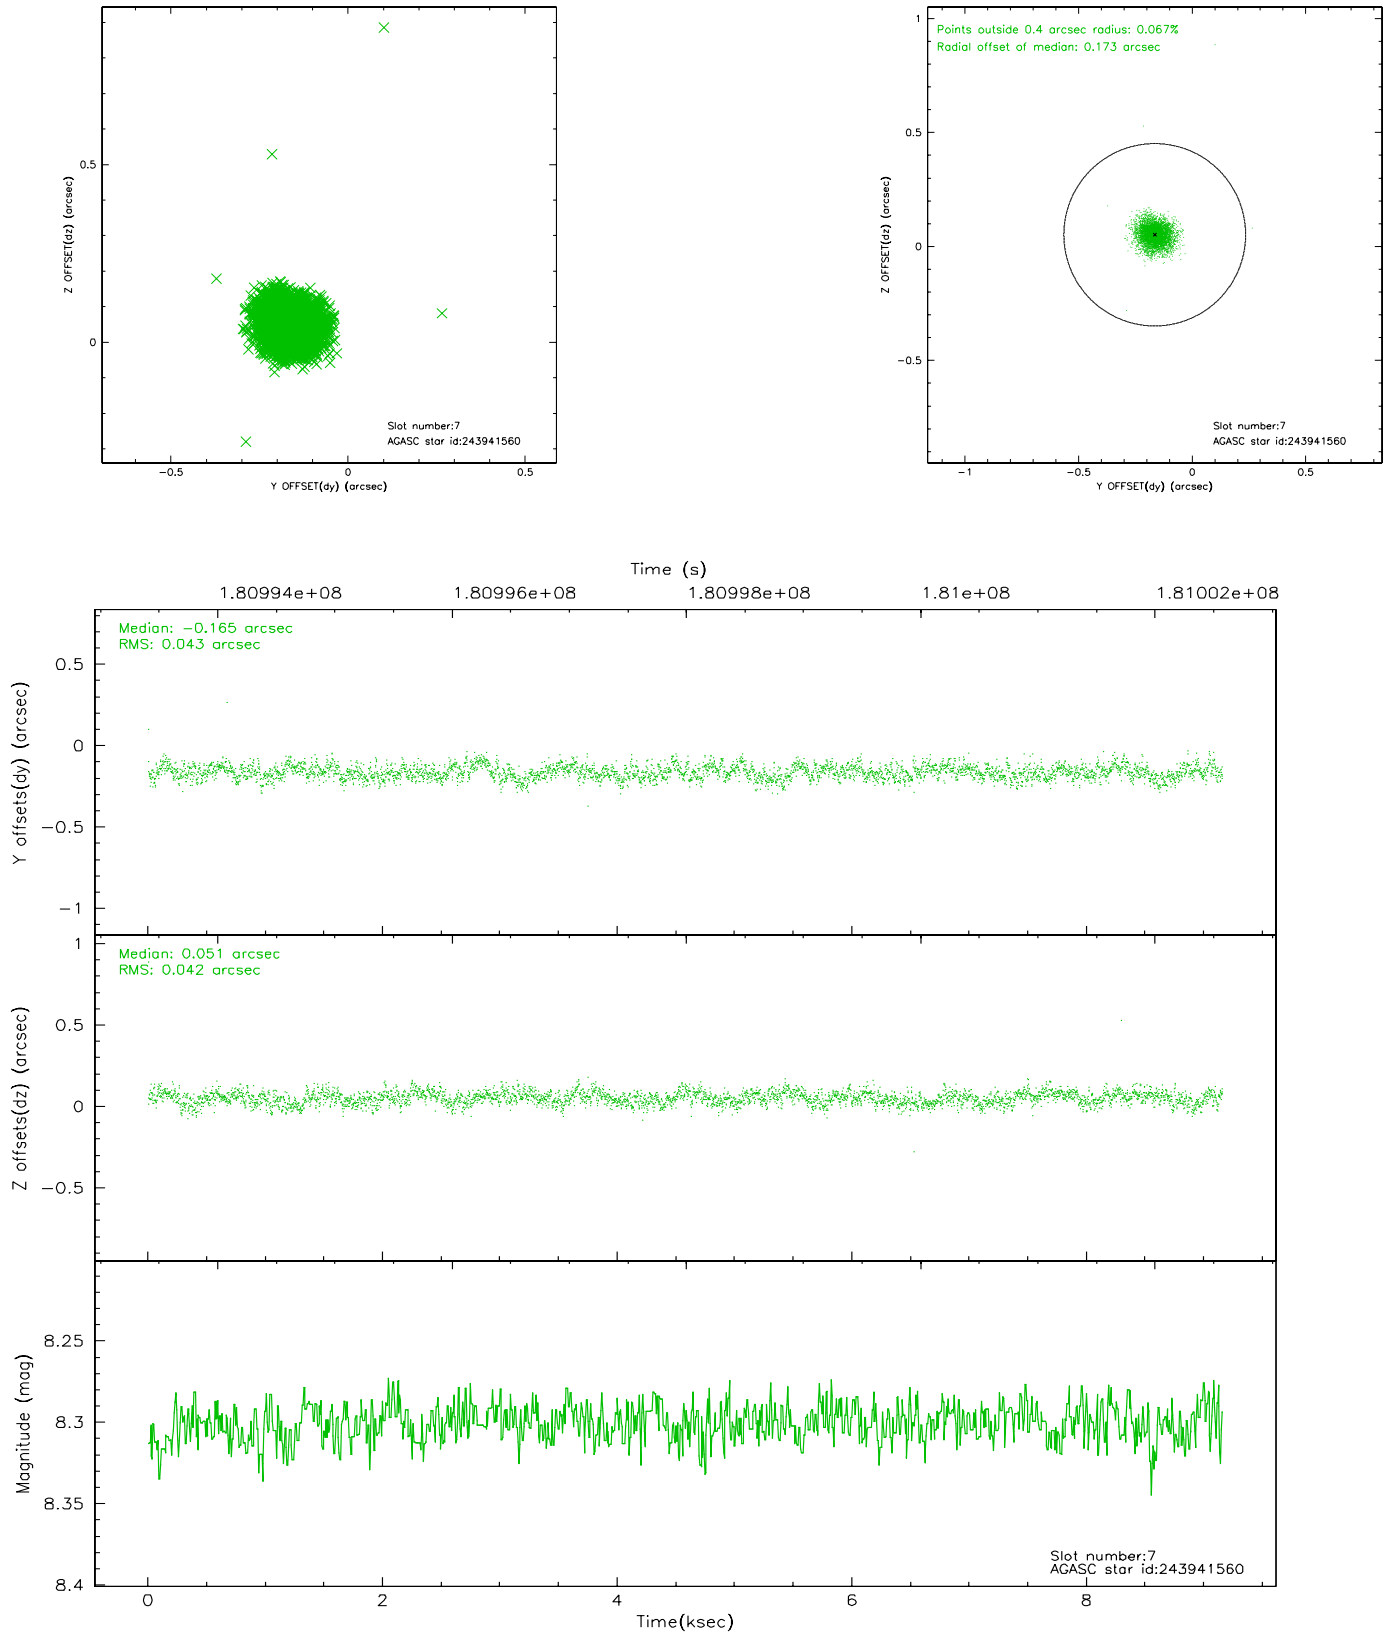 0.5
0
Z OFFSET(dz) (arcsec)
Slot number:7
AGASC star id:243941560
−0.5 0 0.5
Y OFFSET(dy) (arcsec)
Points outside 0.4 arcsec radius: 0.067%
Radial offset of median: 0.173 arcsec
1
0.5
0
−0.5
Z OFFSET(dz) (arcsec)
Slot number:7
AGASC star id:243941560
−1 −0.5 0 0.5
Y OFFSET(dy) (arcsec)
Time (s)
1.80994e+08 1.80996e+08 1.80998e+08 1.81e+08 1.81002e+08
Median: −0.165 arcsec
RMS: 0.043 arcsec
0.5
0
−0.5
−1
Y offsets(dy) (arcsec)
Median: 0.051 arcsec
RMS: 0.042 arcsec
1
0.5
0
−0.5
Z offsets(dz) (arcsec)
8.25
8.3
8.35
8.4
Magnitude (mag)
Slot number:7
AGASC star id:243941560
0 2 4 6 8
Time(ksec)